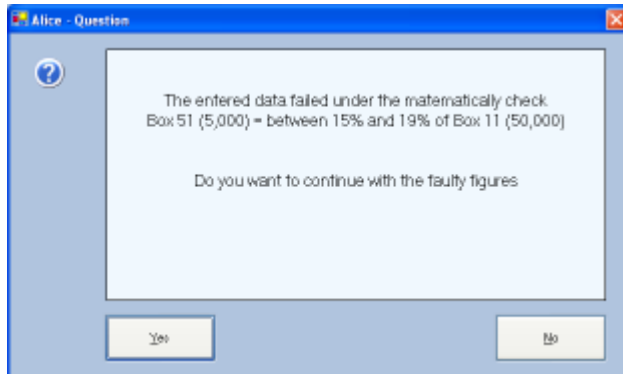 Alice - Question
The entered data failed under the matematically check
Box 51 (5,000) = between 15% and 19% of Box 11 (50,000)
Do you want to continue with the faulty figures
Yes
No